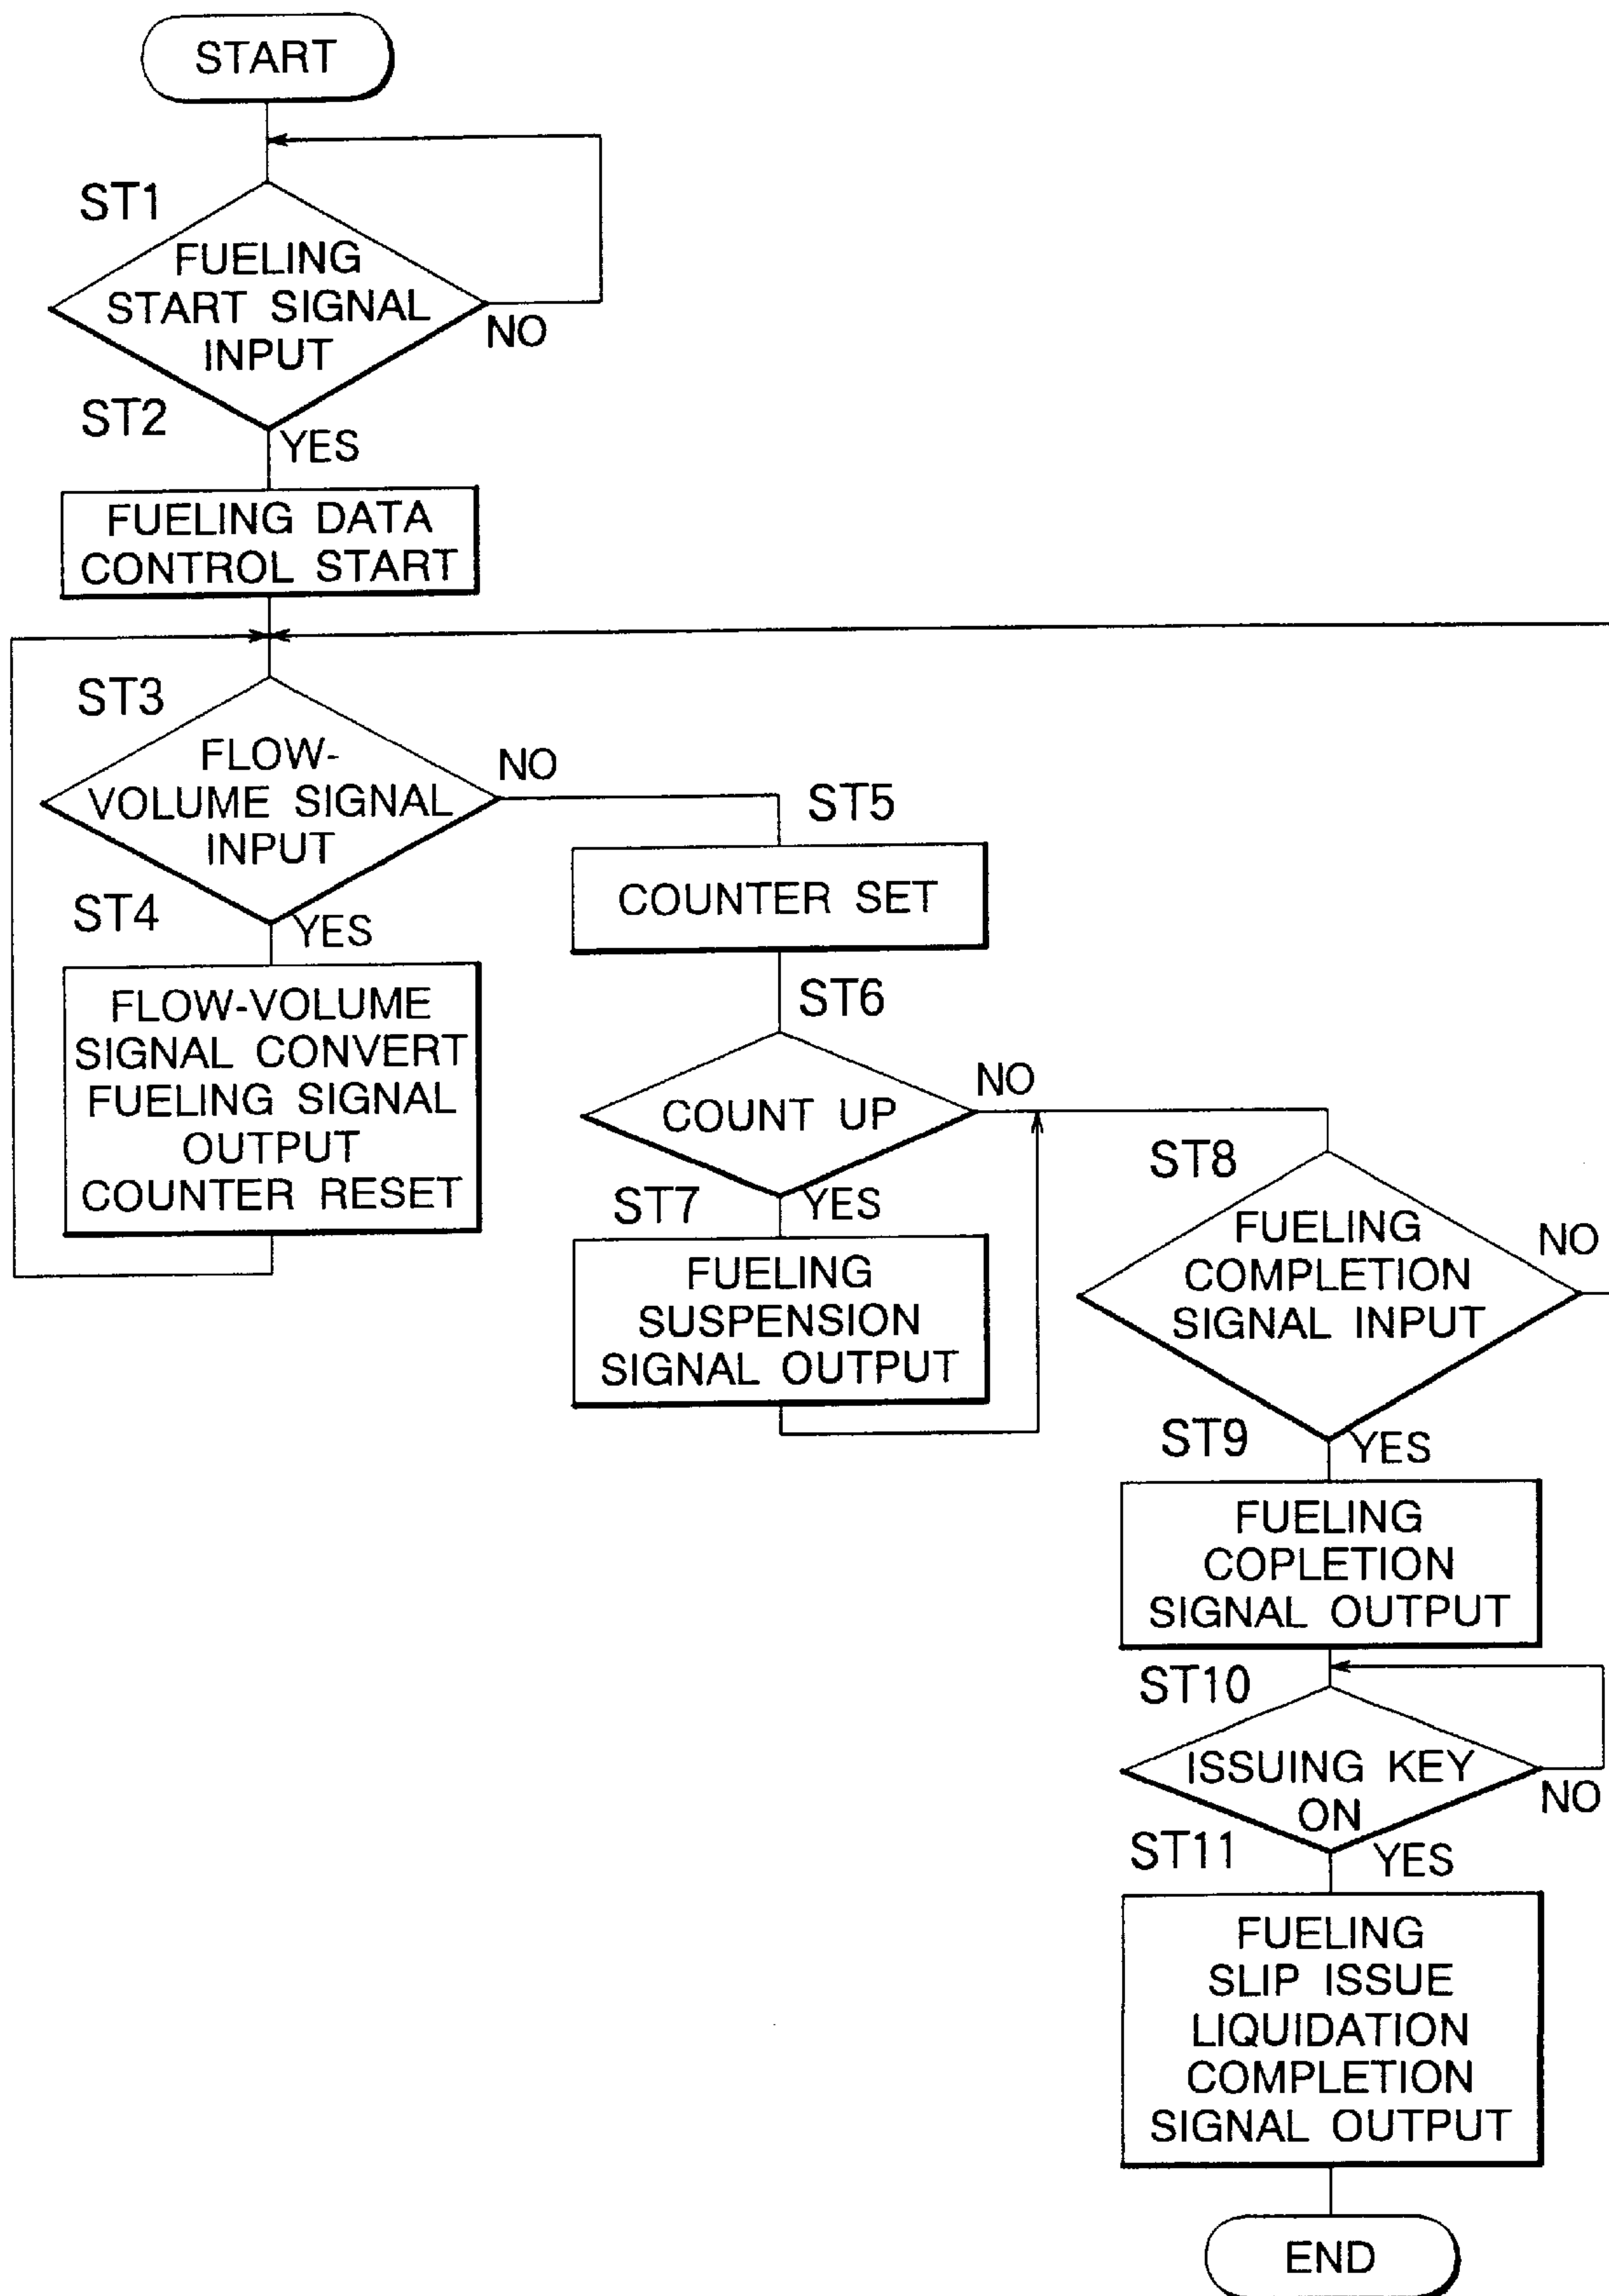 START
ST1
FUELING
START SIGNAL
INPUT
NO
ST2
YES
FUELING DATA
CONTROL START
ST3
FLOW-
VOLUME SIGNAL
INPUT
NO
ST4
YES
FLOW-VOLUME
SIGNAL CONVERT
FUELING SIGNAL
OUTPUT
COUNTER RESET
ST5
COUNTER SET
ST6
COUNT UP
NO
ST7
YES
FUELING
SUSPENSION
SIGNAL OUTPUT
ST8
FUELING
COMPLETION
SIGNAL INPUT
NO
ST9
YES
FUELING
COPLETION
SIGNAL OUTPUT
ST10
ISSUING KEY
ON
NO
ST11
YES
FUELING
SLIP ISSUE
LIQUIDATION
COMPLETION
SIGNAL OUTPUT
END